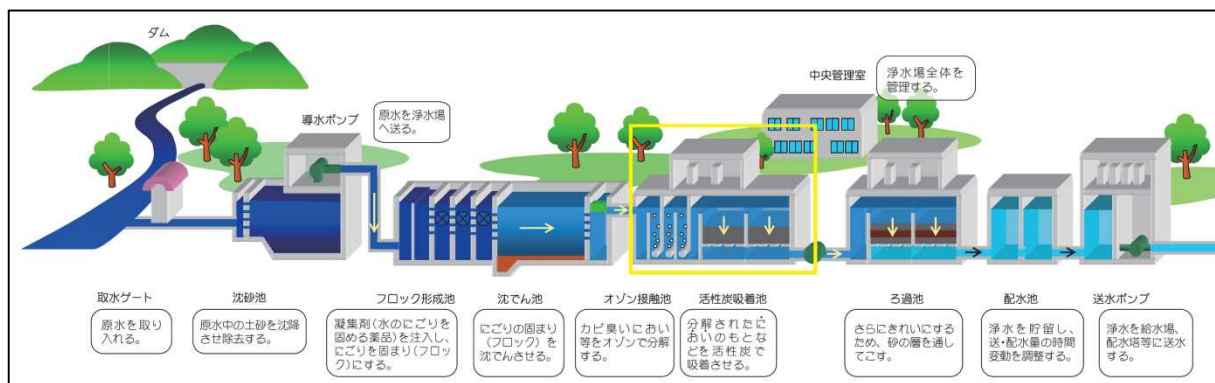 ダム
中央管理室
浄水場全体を
管理する。
導水ポンプ
原水を浄水場
へ送る。
取水ゲート
原水を取り
入れる。
沈砂池
原水中の土砂を沈降
させ除去する。
フロック形成池
凝集剤(水のにごりを
固める薬品)を注入し、
にごりを固まり(フロッ
ク)にする。
沈でん池
にごりの固まり
(フロック)を
沈でんさせる。
オゾン接触池
カビ臭いにおい
等をオゾンで分解
する。
活性炭吸着池
分解されたに
おいのもとな
どを活性炭で
吸着させる。
ろ過池
さらにきれいにする
ため、砂の層を通し
てこす。
配水池
浄水を貯留し、
送・配水量の時間
変動を調整する。
送水ポンプ
浄水を給水場、
配水塔等に送水
する。